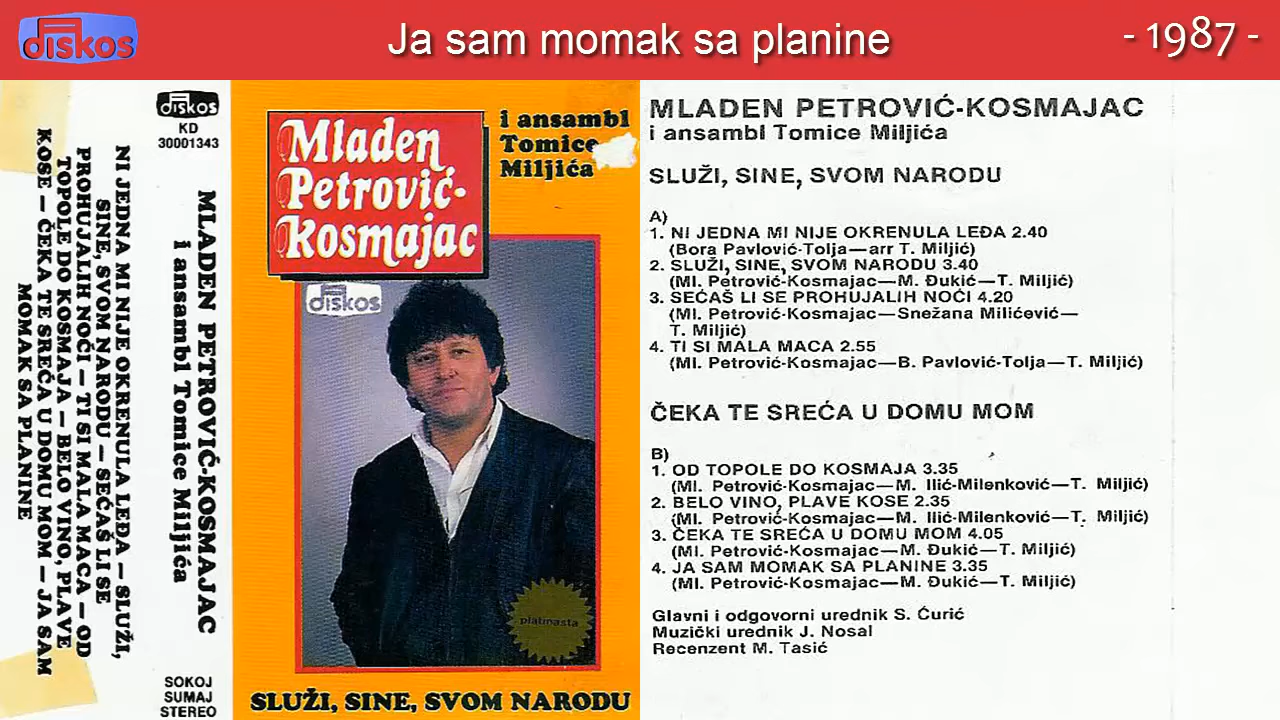 diskos
Ja sam momak sa planine
- 1987 -
diskos
KD
30001343
MLADEN PETROVIĆ-KOSMAJAC
i ansambl Tomice Miljića
NI JEDNA MI NIJE OKRENULA LEĐA — SLUŽI,
SINE, SVOM NARODU — SEĆAŠ LI SE
PROHUJALIH NOĆI — TI SI MALA MACA — OD
TOPOLE DO KOSMAJA — BELO VINO, PLAVE
KOSE — ČEKA TE SREĆA U DOMU MOM — JA SAM
MOMAK SA PLANINE
SOKOJ
SUMAJ
STEREO
Mladen
Petrović-
kosmajac
i ansambl
Tomice
Miljića
diskos
platinasta
SLUŽI, SINE, SVOM NARODU
MLADEN PETROVIĆ-KOSMAJAC
i ansambl Tomice Miljića
SLUŽI, SINE, SVOM NARODU
A)
1. NI JEDNA MI NIJE OKRENULA LEĐA 2.40
(Bora Pavlović-Tolja—arr T. Miljić)
2. SLUŽI, SINE, SVOM NARODU 3.40
(Ml. Petrović-Kosmajac—M. Đukić—T. Miljić)
3. SEĆAŠ LI SE PROHUJALIH NOĆI 4.20
(Ml. Petrović-Kosmajac—Snežana Milićević—
T. Miljić)
4. TI SI MALA MACA 2.55
(Ml. Petrović-Kosmajac—B. Pavlović-Tolja—T. Miljić)
ČEKA TE SREĆA U DOMU MOM
B)
1. OD TOPOLE DO KOSMAJA 3.35
(Ml. Petrović-Kosmajac—M. Ilić-Milenković—T. Miljić)
2. BELO VINO, PLAVE KOSE 2.35
(Ml. Petrović-Kosmajac—M. Ilić-Milenković—T. Miljić)
3. ČEKA TE SREĆA U DOMU MOM 4.05
(Ml. Petrović-Kosmajac—M. Đukić—T. Miljić)
4. JA SAM MOMAK SA PLANINE 3.35
(Ml. Petrović-Kosmajac—M. Đukić—T. Miljić)
Glavni i odgovorni urednik S. Ćurić
Muzički urednik J. Nosal
Recenzent M. Tasić